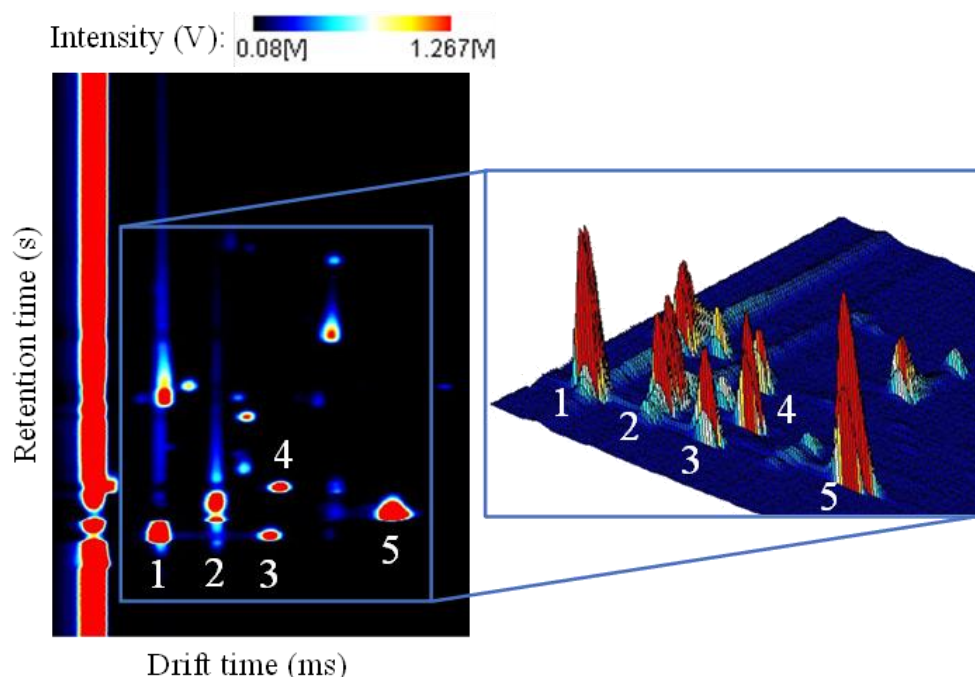 Intensity (V):
0.08[V] 1.267[V]
Retention time (s)
4
1 2 3 5
Drift time (ms)
1
2
3
4
5